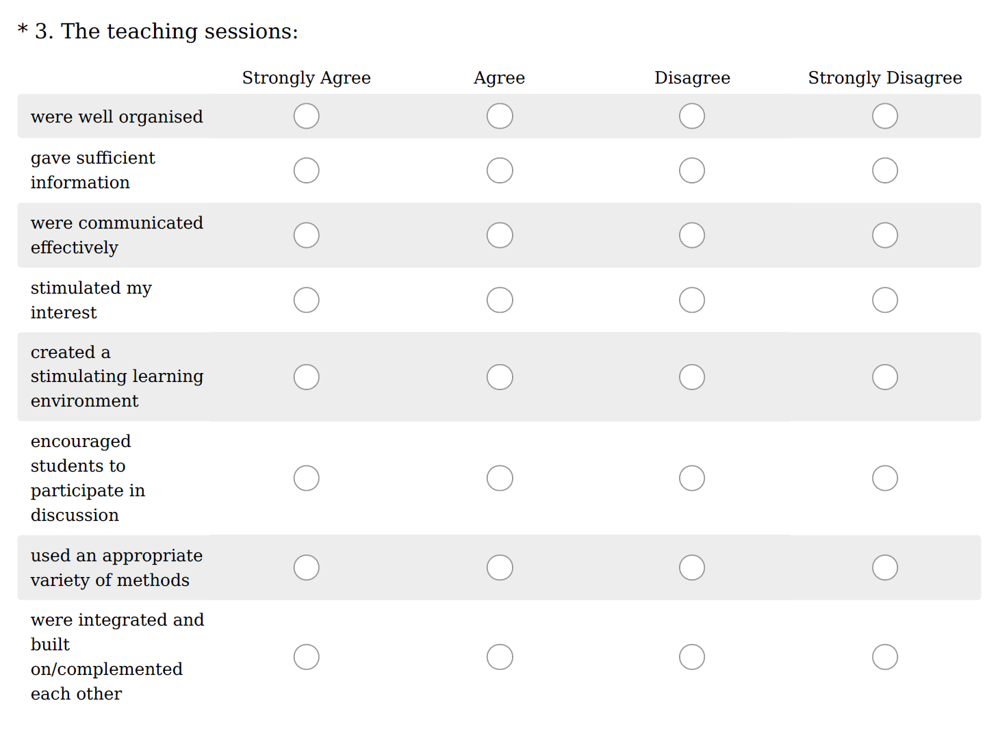 * 3. The teaching sessions:
Strongly Agree Agree Disagree Strongly Disagree
were well organised
gave sufficient
information
were communicated
effectively
stimulated my
interest
created a
stimulating learning
environment
encouraged
students to
participate in
discussion
used an appropriate
variety of methods
were integrated and
built
on/complemented
each other